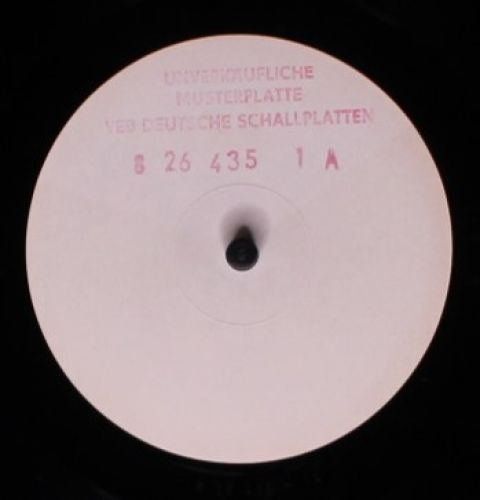 UNVERKÄUFLICHE
MUSTERPLATTE
VEB DEUTSCHE SCHALLPLATTEN
8 26 435 1 A